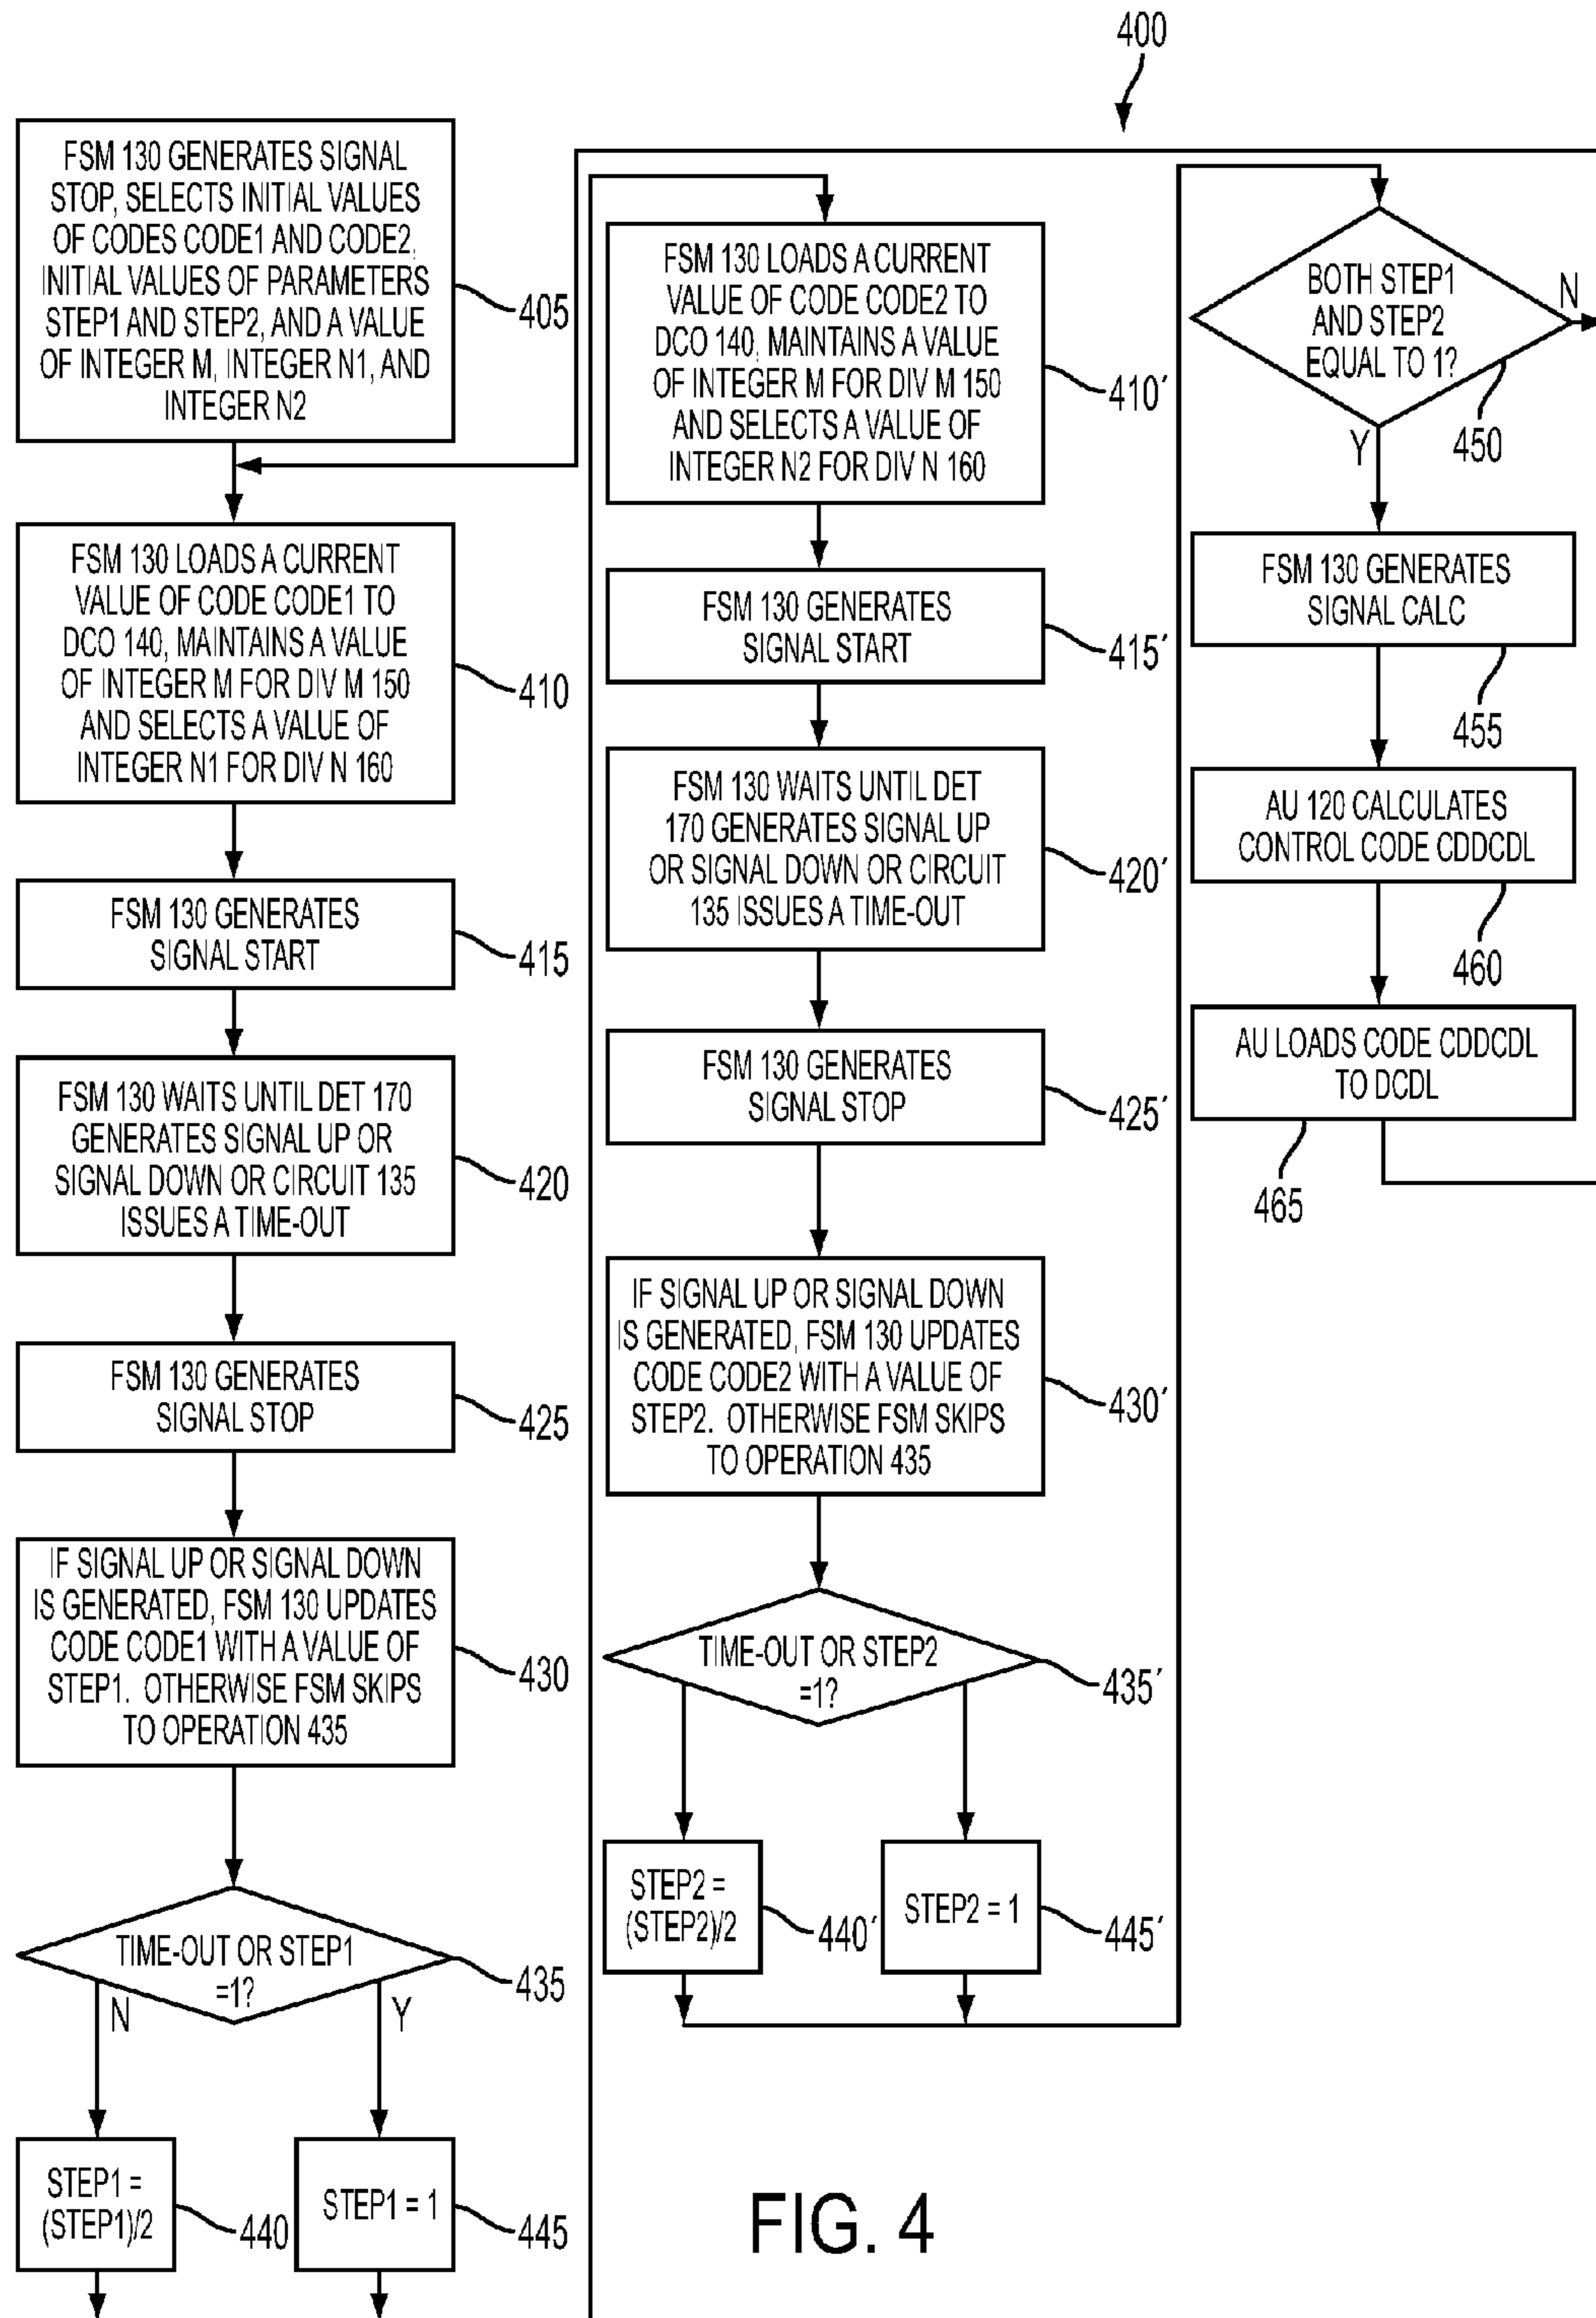 400
FSM 130 GENERATES SIGNAL
STOP, SELECTS INITIAL VALUES
OF CODES CODE1 AND CODE2,
INITIAL VALUES OF PARAMETERS
STEP1 AND STEP2, AND A VALUE
OF INTEGER M, INTEGER N1, AND
INTEGER N2
405
FSM 130 LOADS A CURRENT
VALUE OF CODE CODE1 TO
DCO 140, MAINTAINS A VALUE
OF INTEGER M FOR DIV M 150
AND SELECTS A VALUE OF
INTEGER N1 FOR DIV N 160
410
FSM 130 GENERATES
SIGNAL START
415
FSM 130 WAITS UNTIL DET 170
GENERATES SIGNAL UP OR
SIGNAL DOWN OR CIRCUIT 135
ISSUES A TIME-OUT
420
FSM 130 GENERATES
SIGNAL STOP
425
IF SIGNAL UP OR SIGNAL DOWN
IS GENERATED, FSM 130 UPDATES
CODE CODE1 WITH A VALUE OF
STEP1. OTHERWISE FSM SKIPS
TO OPERATION 435
430
TIME-OUT OR STEP1
=1?
435
N
Y
STEP1 =
(STEP1)/2
440
STEP1 = 1
445
FSM 130 LOADS A CURRENT
VALUE OF CODE CODE2 TO
DCO 140, MAINTAINS A VALUE
OF INTEGER M FOR DIV M 150
AND SELECTS A VALUE OF
INTEGER N2 FOR DIV N 160
410′
FSM 130 GENERATES
SIGNAL START
415′
FSM 130 WAITS UNTIL DET
170 GENERATES SIGNAL UP
OR SIGNAL DOWN OR CIRCUIT
135 ISSUES A TIME-OUT
420′
FSM 130 GENERATES
SIGNAL STOP
425′
IF SIGNAL UP OR SIGNAL DOWN
IS GENERATED, FSM 130 UPDATES
CODE CODE2 WITH A VALUE OF
STEP2. OTHERWISE FSM SKIPS
TO OPERATION 435
430′
TIME-OUT OR STEP2
=1?
435′
STEP2 =
(STEP2)/2
440′
STEP2 = 1
445′
BOTH STEP1
AND STEP2
EQUAL TO 1?
N
Y
450
FSM 130 GENERATES
SIGNAL CALC
455
AU 120 CALCULATES
CONTROL CODE CDDCDL
460
AU LOADS CODE CDDCDL
TO DCDL
465
FIG. 4